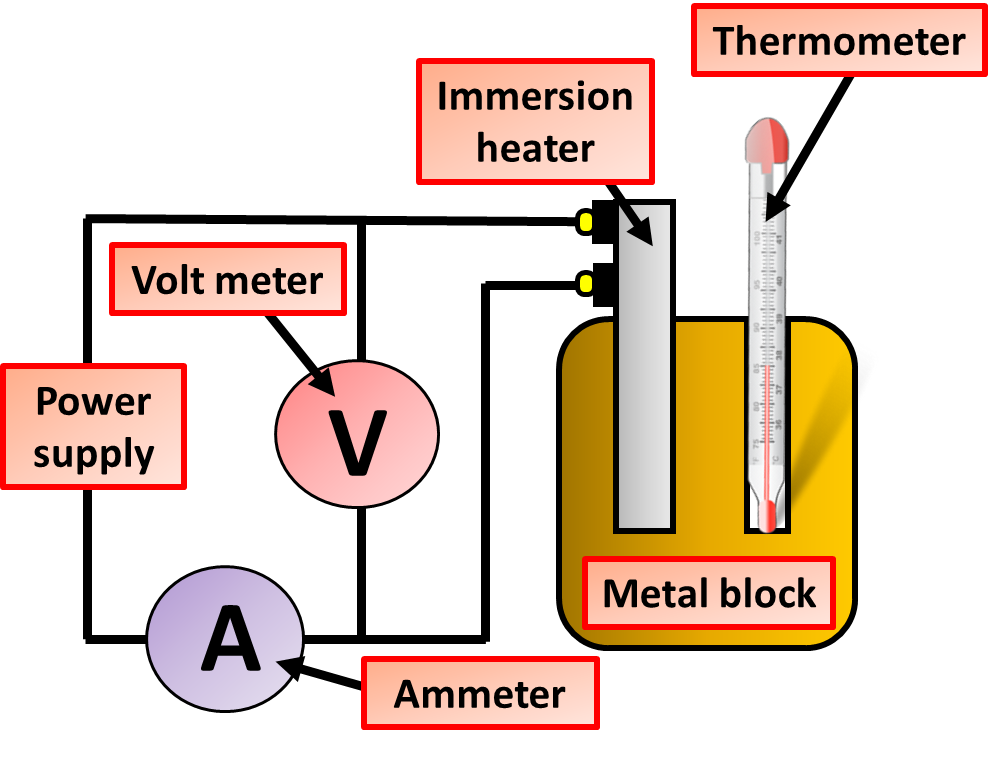 Thermometer
Immersion
heater
Volt meter
Power
supply
V
Metal block
A
Ammeter